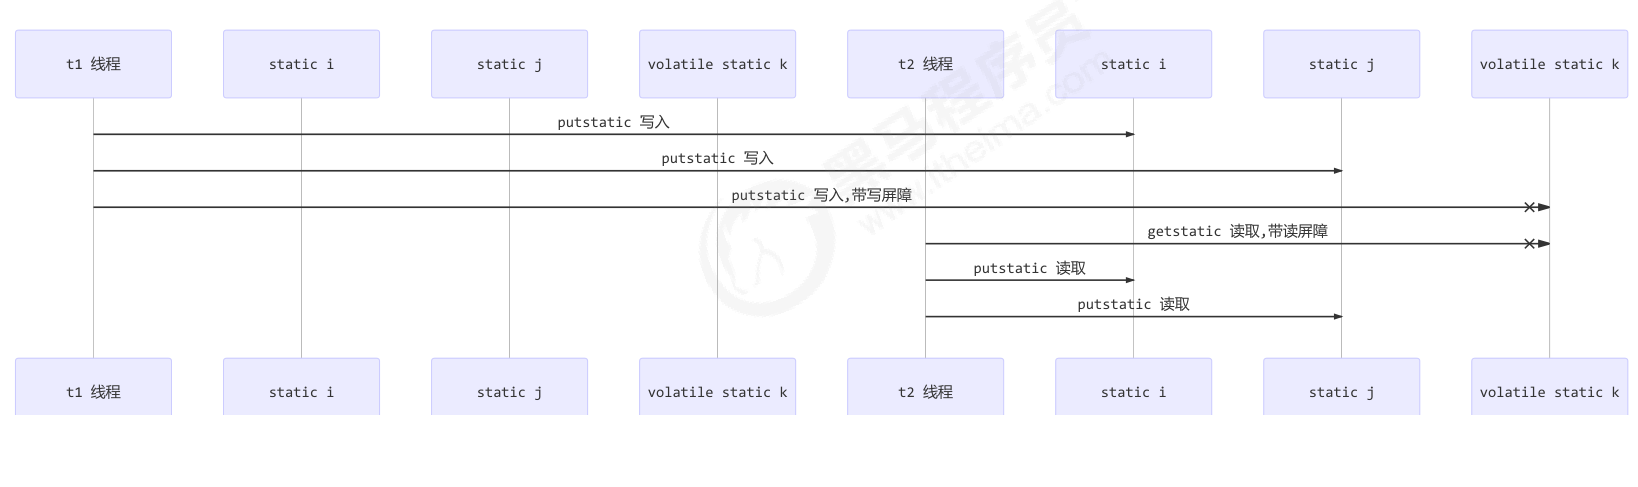 t1 线程
static i
static j
volatile static k
t2 线程
static i
static j
volatile static k
putstatic 写入
putstatic 写入
putstatic 写入,带写屏障
getstatic 读取,带读屏障
putstatic 读取
putstatic 读取
t1 线程
static i
static j
volatile static k
t2 线程
static i
static j
volatile static k
黑马程序员
www.itheima.com